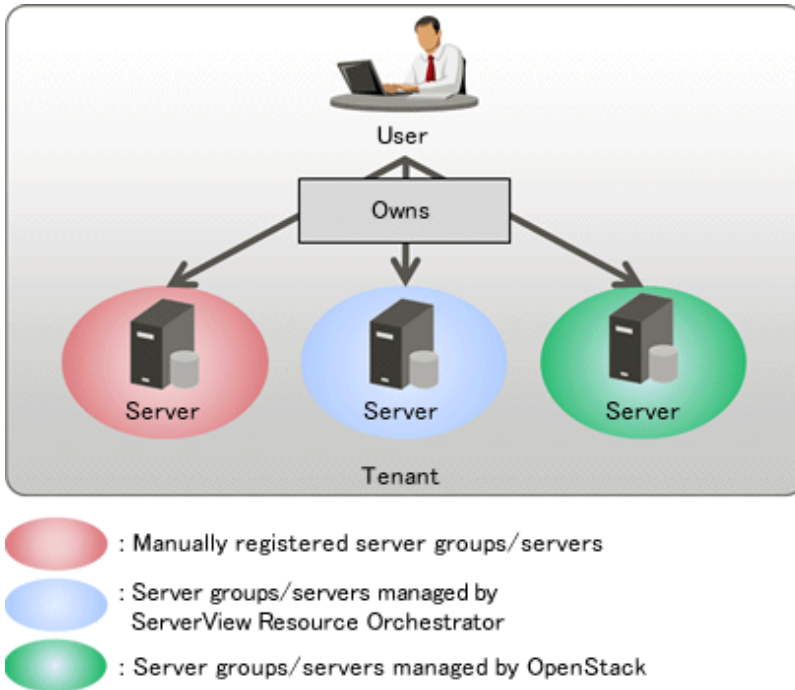 User
Owns
Server
Server
Server
Tenant
: Manually registered server groups/servers
: Server groups/servers managed by
ServerView Resource Orchestrator
: Server groups/servers managed by OpenStack